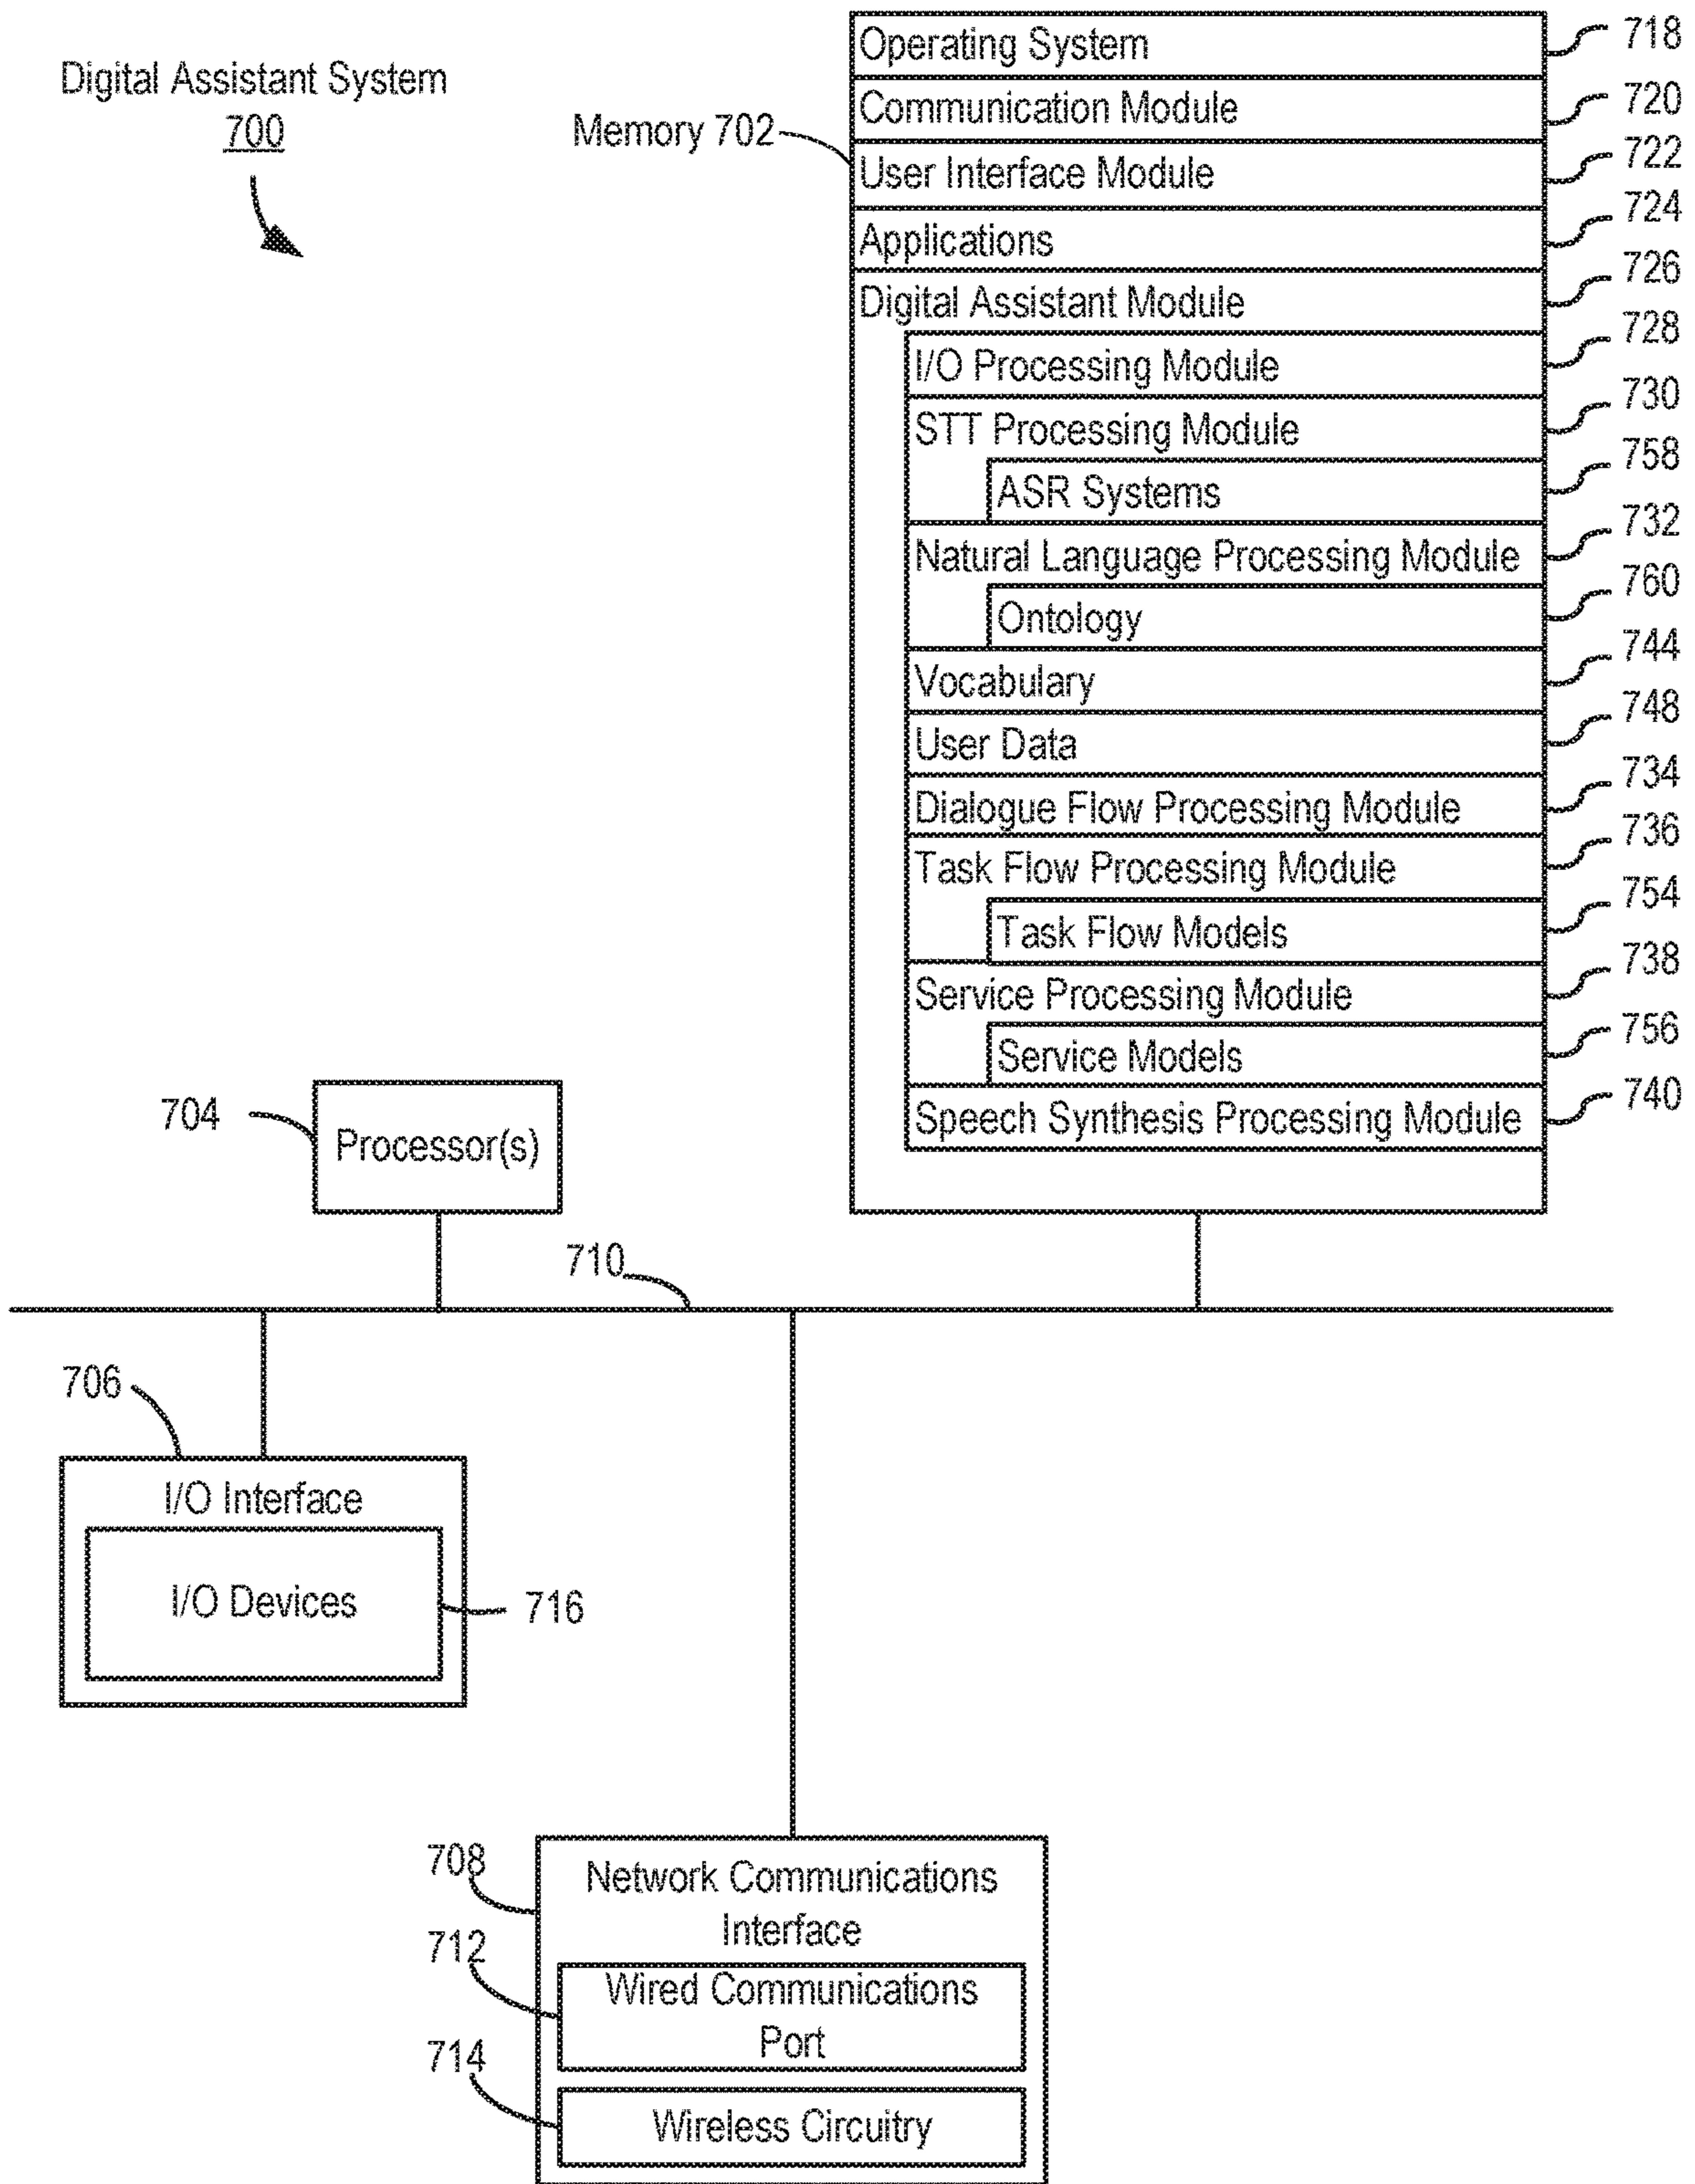 Digital Assistant System
700
Memory 702
Operating System 718
Communication Module 720
User Interface Module 722
Applications 724
Digital Assistant Module 726
I/O Processing Module 728
STT Processing Module 730
ASR Systems 758
Natural Language Processing Module 732
Ontology 760
Vocabulary 744
User Data 748
Dialogue Flow Processing Module 734
Task Flow Processing Module 736
Task Flow Models 754
Service Processing Module 738
Service Models 756
Speech Synthesis Processing Module 740
704
Processor(s)
710
706
I/O Interface
I/O Devices
716
708
Network Communications
Interface
712
Wired Communications
Port
714
Wireless Circuitry